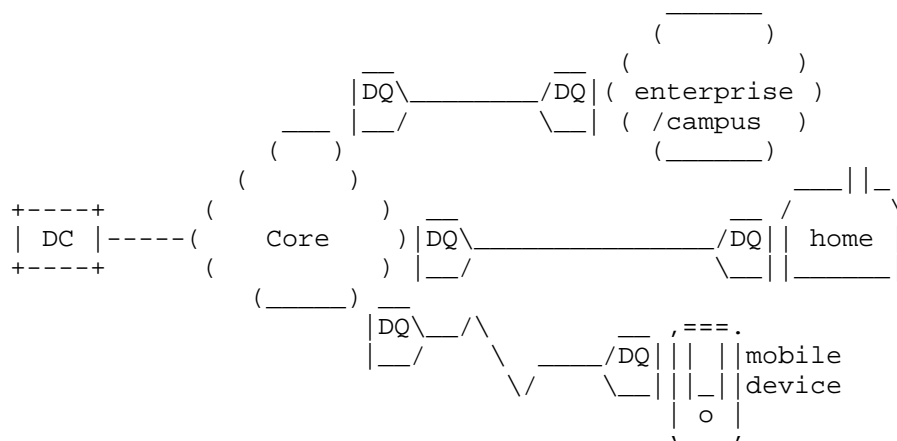 DQ DQ enterprise
/campus
DC Core DQ DQ home
DQ
DQ mobile
device